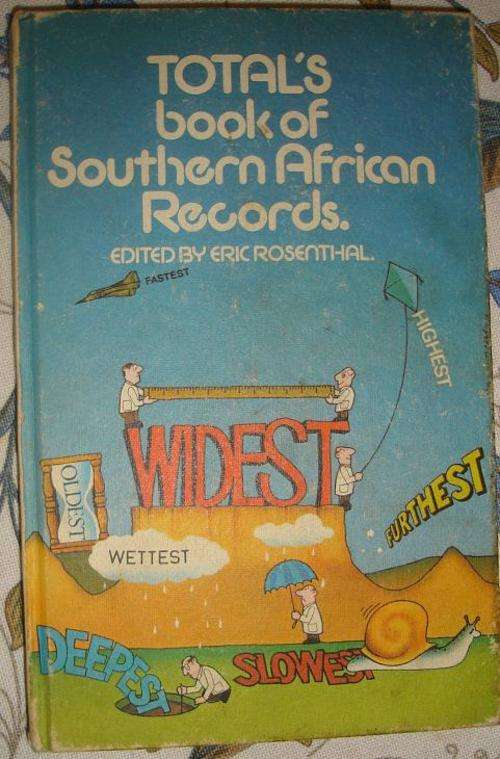 TOTAL'S
book of
Southern African
Records.
EDITED BY ERIC ROSENTHAL.
FASTEST
HIGHEST
WIDEST
OLDEST
FURTHEST
WETTEST
DEEPEST
SLOWEST